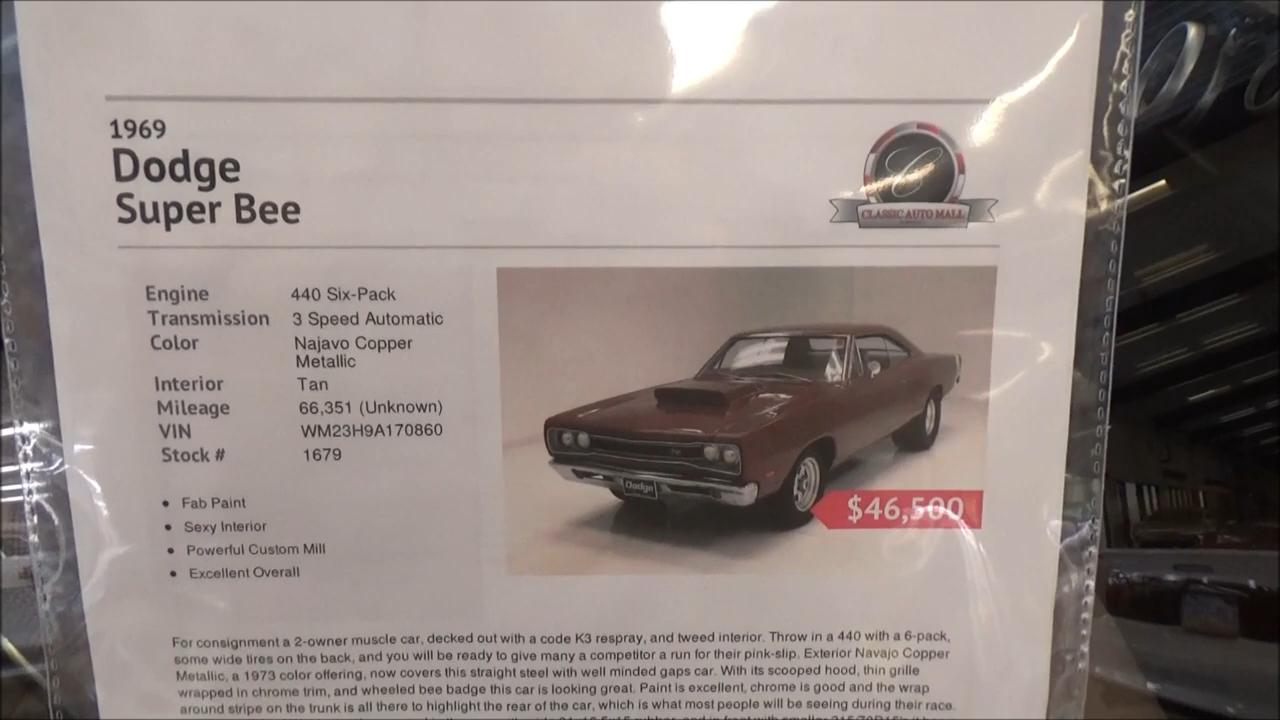 1969
Dodge
Super Bee
CLASSIC AUTO MALL
Engine 440 Six-Pack
Transmission 3 Speed Automatic
Color Najavo Copper
Metallic
Interior Tan
Mileage 66,351 (Unknown)
VIN WM23H9A170860
Stock # 1679
• Fab Paint
• Sexy Interior
• Powerful Custom Mill
• Excellent Overall
Dodge
$46,500
For consignment a 2-owner muscle car, decked out with a code K3 respray, and tweed interior. Throw in a 440 with a 6-pack,
some wide tires on the back, and you will be ready to give many a competitor a run for their pink-slip. Exterior Navajo Copper
Metallic, a 1973 color offering, now covers this straight steel with well minded gaps car. With its scooped hood, thin grille
wrapped in chrome trim, and wheeled bee badge this car is looking great. Paint is excellent, chrome is good and the wrap
around stripe on the trunk is all there to highlight the rear of the car, which is what most people will be seeing during their race.